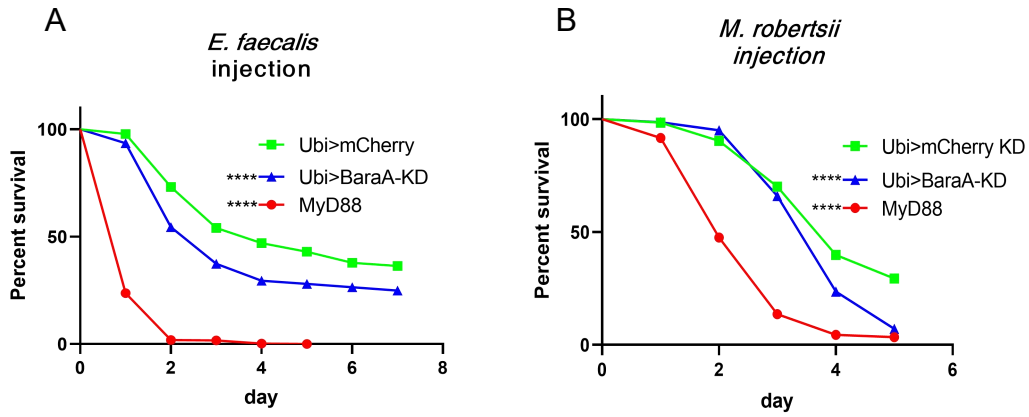 A
E. faecalis
injection
Percent survival
100
50
0
0
2
4
6
8
day
Ubi>mCherry
**** Ubi>BaraA-KD
**** MyD88
B
M. robertsii
injection
Percent survival
100
50
0
0
2
4
6
day
Ubi>mCherry KD
**** Ubi>BaraA-KD
**** MyD88